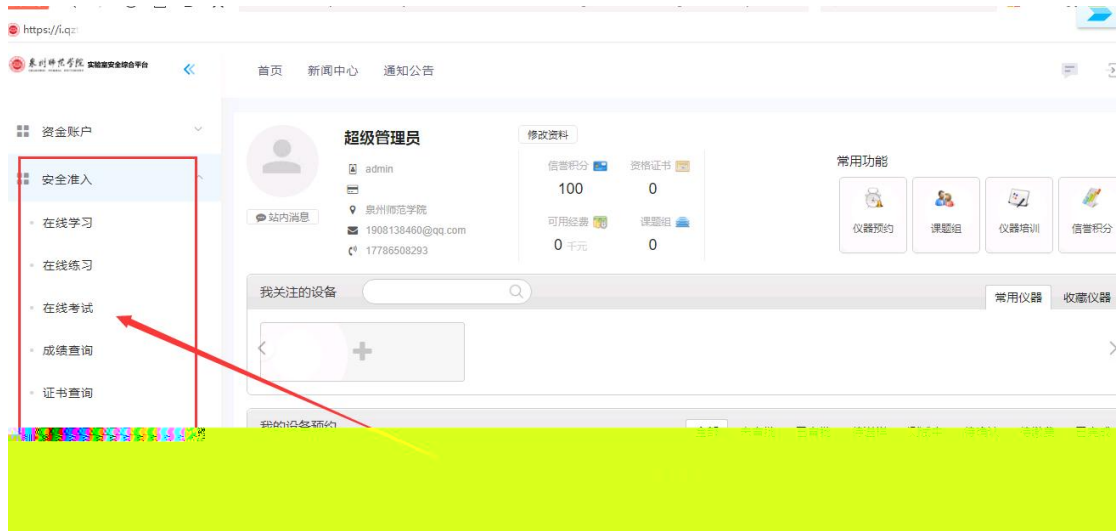 https://i.qz
泉州师范学院 实验室安全综合平台
首页 新闻中心 通知公告
资金账户
安全准入
在线学习
在线练习
在线考试
成绩查询
证书查询
超级管理员
admin
泉州师范学院
1908138460@qq.com
17786508293
站内消息
修改资料
信誉积分 资格证书
100 0
可用经费 课题组
0 千元 0
常用功能
仪器预约 课题组 仪器培训 信誉积分
我关注的设备
常用仪器 收藏仪器
我的设备预约
全部